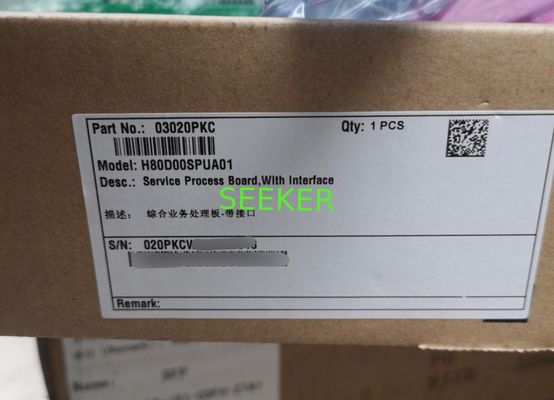 Part No.: 03020PKC
Qty: 1 PCS
Model: H80D00SPUA01
Desc.: Service Process Board,With Interface
SEEKER
描述: 综合业务处理板-带接口
S/N: 020PKCV
Remark:
Name: